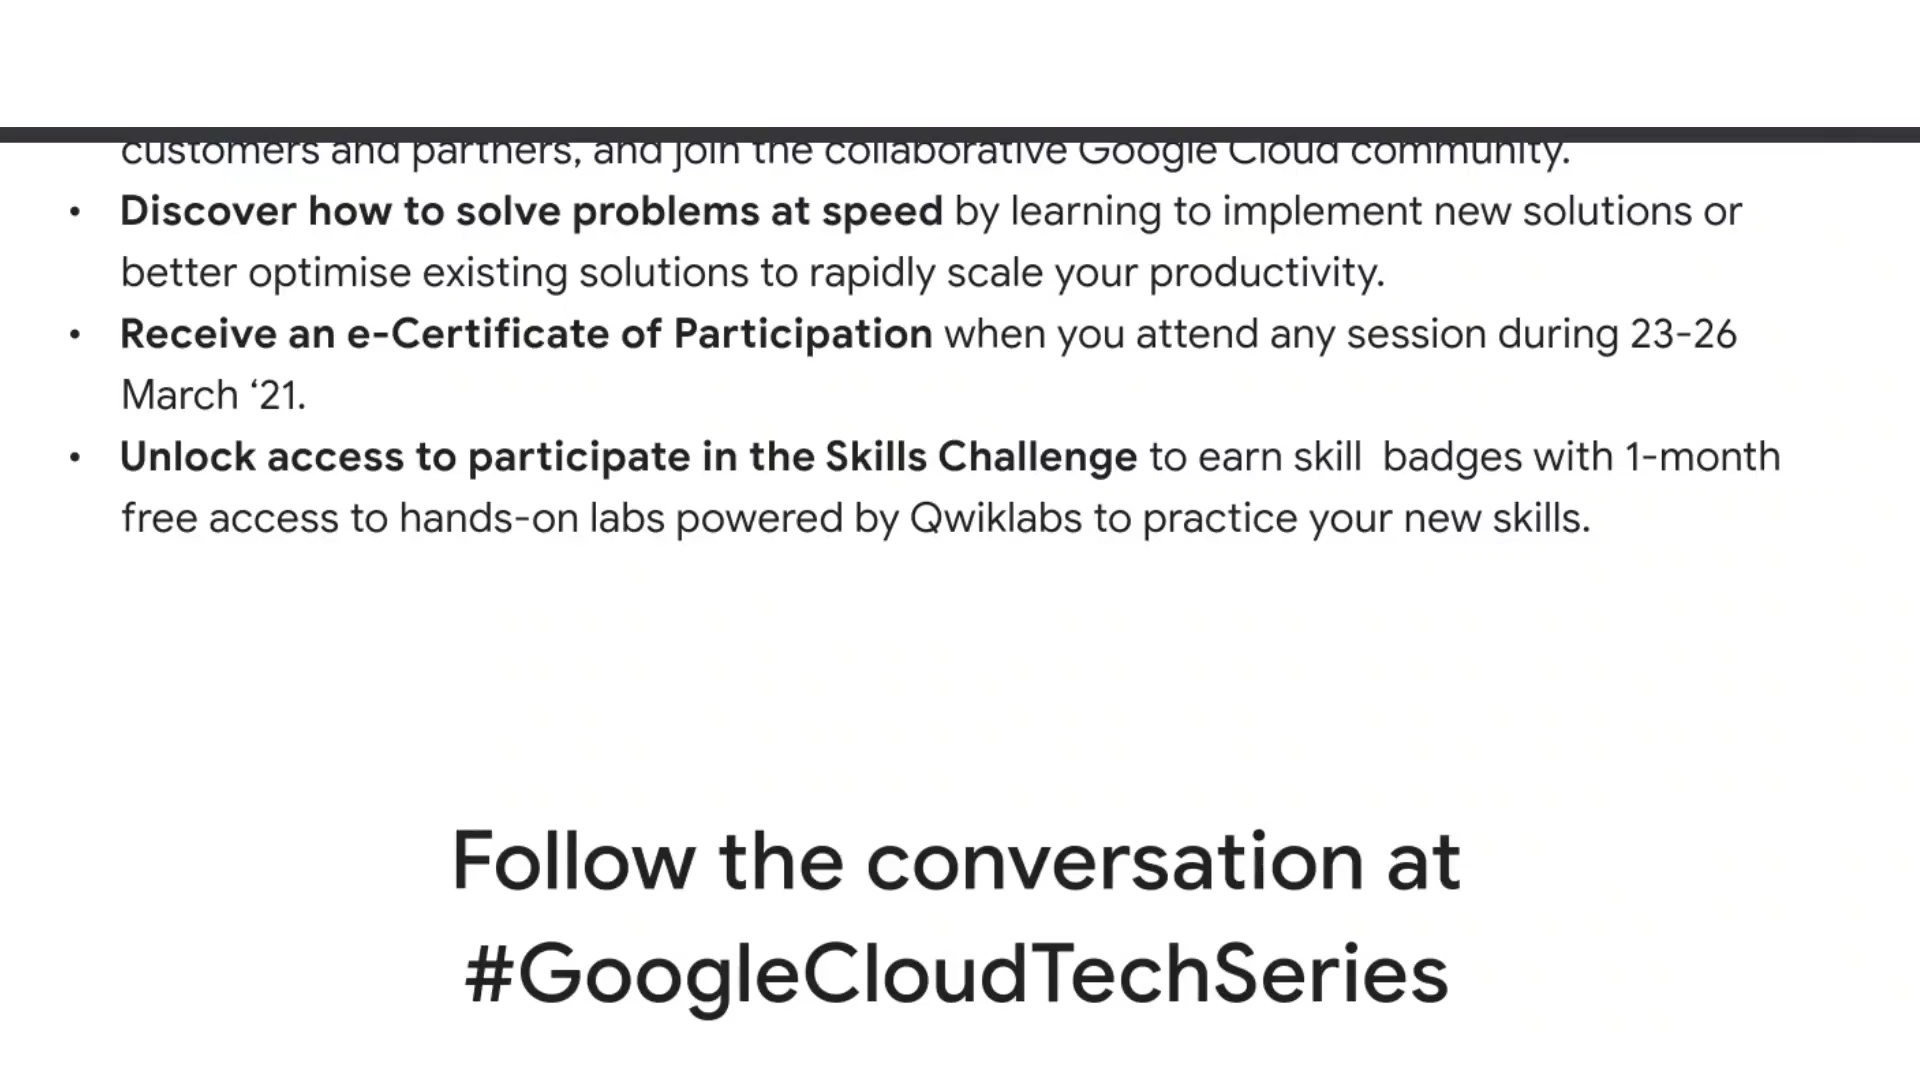 customers and partners, and join the collaborative Google Cloud community.
• Discover how to solve problems at speed by learning to implement new solutions or
better optimise existing solutions to rapidly scale your productivity.
• Receive an e-Certificate of Participation when you attend any session during 23-26
March ‘21.
• Unlock access to participate in the Skills Challenge to earn skill  badges with 1-month
free access to hands-on labs powered by Qwiklabs to practice your new skills.
Follow the conversation at
#GoogleCloudTechSeries